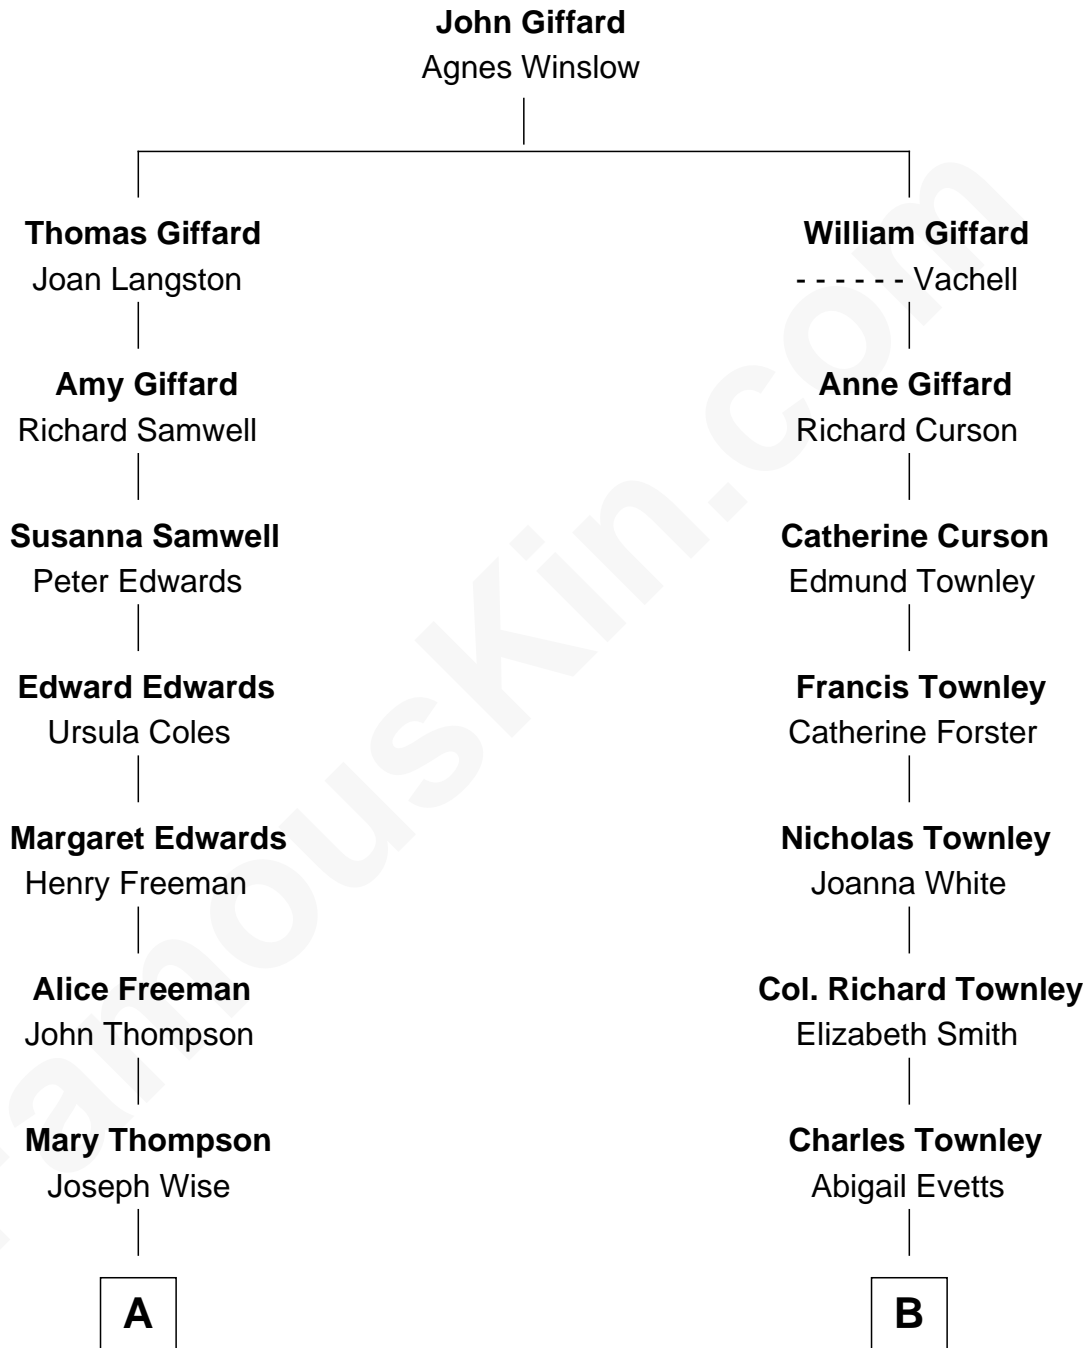 John Giffard
Agnes Winslow
Thomas Giffard
Joan Langston
Amy Giffard
Richard Samwell
Susanna Samwell
Peter Edwards
Edward Edwards
Ursula Coles
Margaret Edwards
Henry Freeman
Alice Freeman
John Thompson
Mary Thompson
Joseph Wise
A
William Giffard
- - - - - - Vachell
Anne Giffard
Richard Curson
Catherine Curson
Edmund Townley
Francis Townley
Catherine Forster
Nicholas Townley
Joanna White
Col. Richard Townley
Elizabeth Smith
Charles Townley
Abigail Evetts
B
FamousKin.com